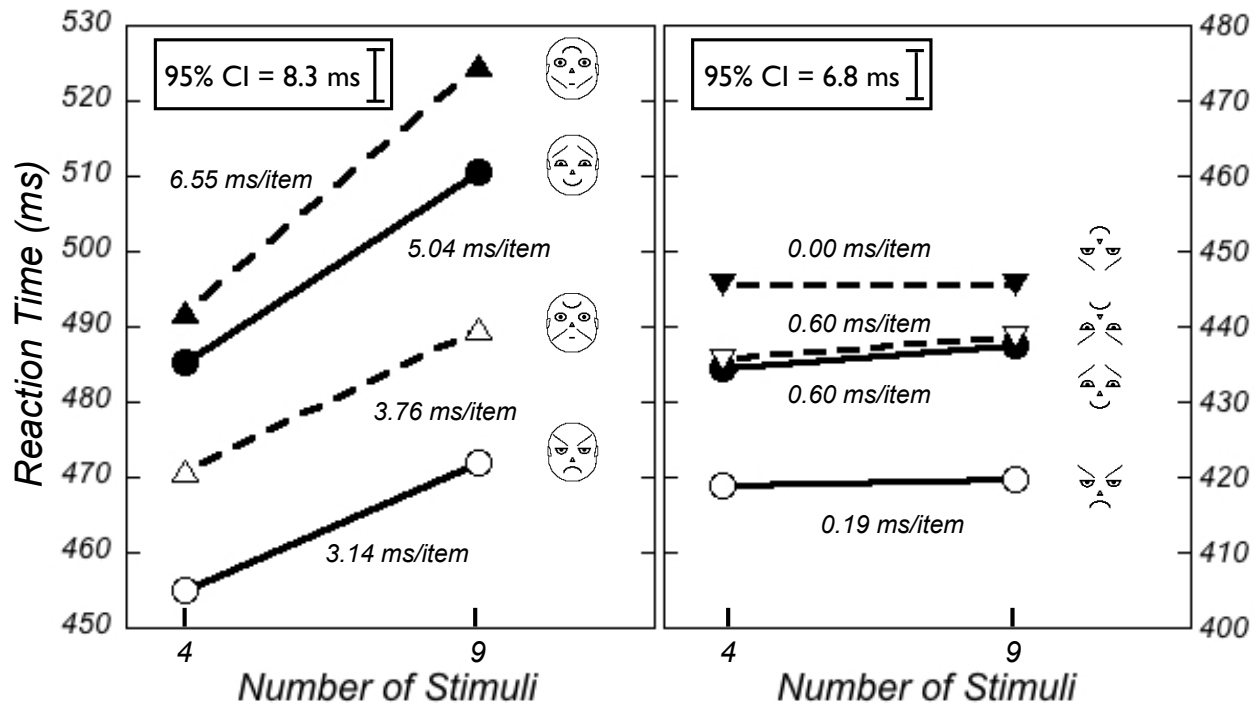 Reaction Time (ms)
530
520
510
500
490
480
470
460
450
95% CI = 8.3 ms
6.55 ms/item
5.04 ms/item
3.76 ms/item
3.14 ms/item
4
9
Number of Stimuli
95% CI = 6.8 ms
0.00 ms/item
0.60 ms/item
0.60 ms/item
0.19 ms/item
480
470
460
450
440
430
420
410
400
4
9
Number of Stimuli